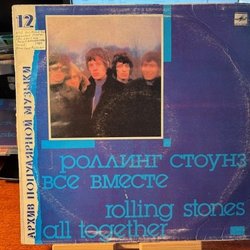 12
АРХИВ ПОПУЛЯРНОЙ МУЗЫКИ
РОЛЛИНГ СТОУНЗ
ВСЕ ВМЕСТЕ
rolling stones
all together